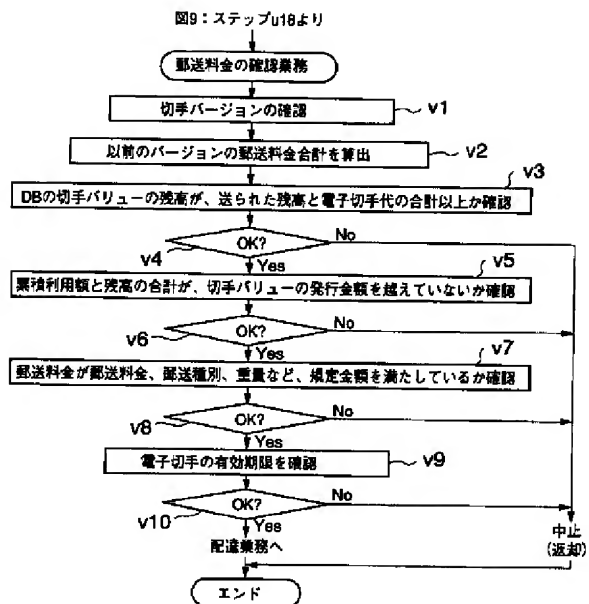 図9：ステップu18より
郵送料金の確認業務
切手バージョンの確認
v1
以前のバージョンの郵送料金合計を算出
v2
v3
DBの切手バリューの残高が、送られた残高と電子切手代の合計以上か確認
OK?
No
v4
Yes
v5
累積利用額と残高の合計が、切手バリューの発行金額を越えていないか確認
OK?
No
v6
Yes
v7
郵送料金が郵送料金、郵送種別、重量など、規定金額を満たしているか確認
OK?
No
v8
Yes
電子切手の有効期限を確認
v9
OK?
No
v10
Yes
配達業務へ
中止
(返却)
エンド